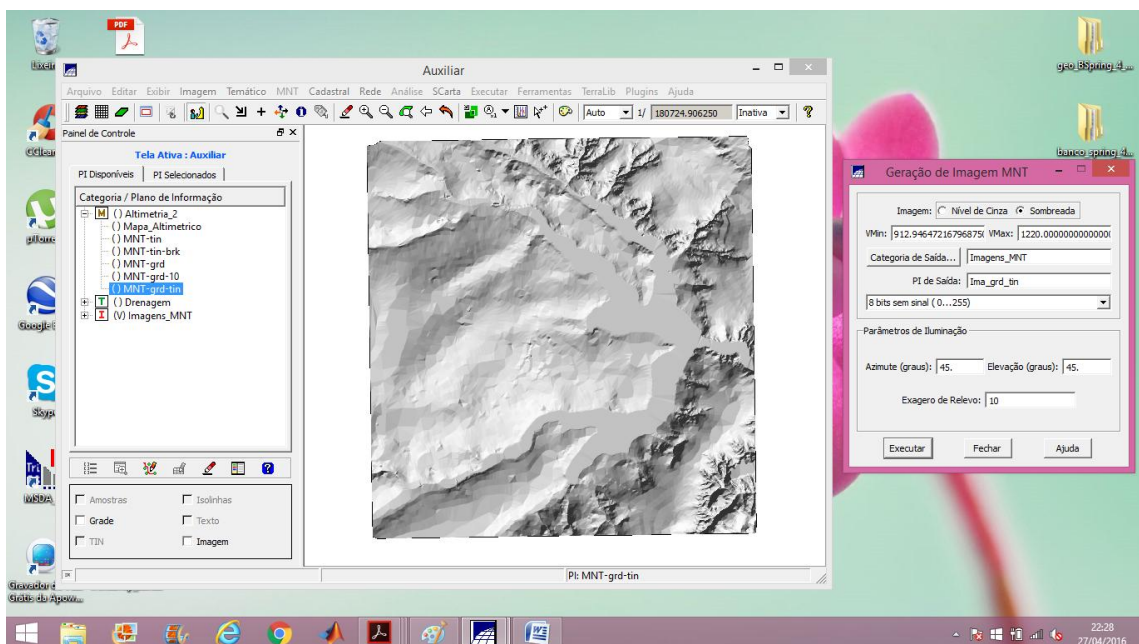 PDF
Lixeira
geo_BSpring_4_...
banco_spring_4...
Skype
Auxiliar
Arquivo Editar Exibir Imagem Temático MNT Cadastral Rede Análise SCarta Executar Ferramentas TerraLib Plugins Ajuda
Auto 1/ 180724.906250 Inativa
Painel de Controle
Tela Ativa : Auxiliar
PI Disponíveis PI Selecionados
Categoria / Plano de Informação
M () Altimetria_2
() Mapa_Altimetrico
() MNT-tin
() MNT-tin-brk
() MNT-grd
() MNT-grd-10
() MNT-grd-tin
T () Drenagem
I (V) Imagens_MNT
Amostras Isolinhas
Grade Texto
TIN Imagem
PI: MNT-grd-tin
Geração de Imagem MNT
Imagem: Nível de Cinza Sombreada
VMin: 912.94647216796875( VMax: 1220.0000000000000(
Categoria de Saída... Imagens_MNT
PI de Saída: Ima_grd_tin
8 bits sem sinal ( 0...255)
Parâmetros de Iluminação
Azimute (graus): 45. Elevação (graus): 45.
Exagero de Relevo: 10
Executar Fechar Ajuda
Grátis da Apow...
22:28
27/04/2016